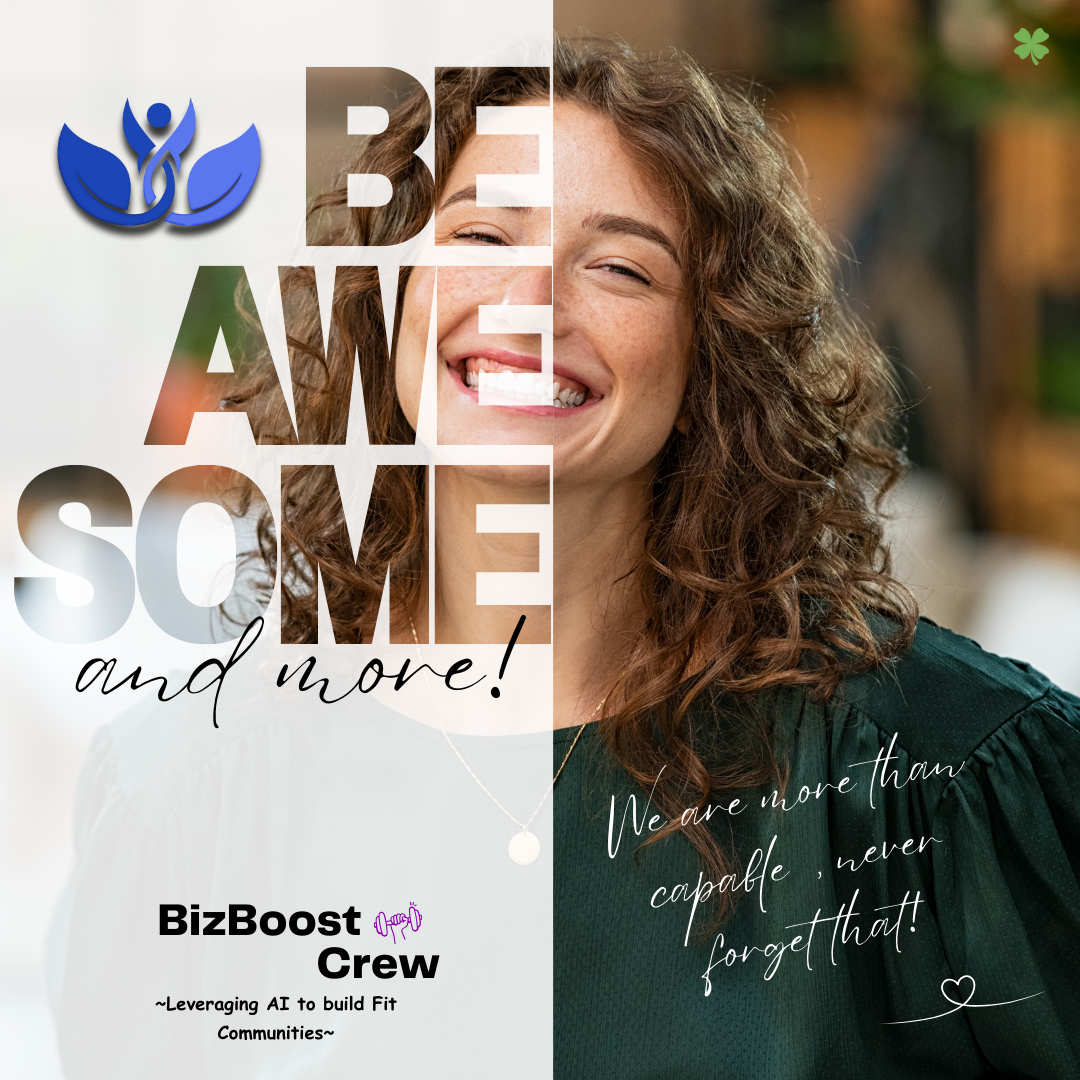 BE
AWE
SOME
and more!
We are more than
capable , never
forget that!
BizBoost
Crew
~Leveraging AI to build Fit
Communities~